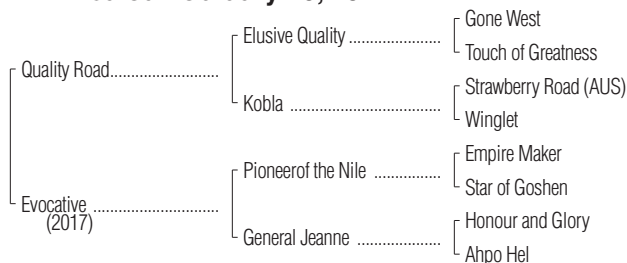 Gone West
Elusive Quality ..................
Touch of Greatness
Quality Road..........................
Strawberry Road (AUS)
Kobla .....................................
Winglet
Empire Maker
Pioneerof the Nile ................
Star of Goshen
Evocative ..............................
(2017)
Honour and Glory
General Jeanne ....................
Ahpo Hel